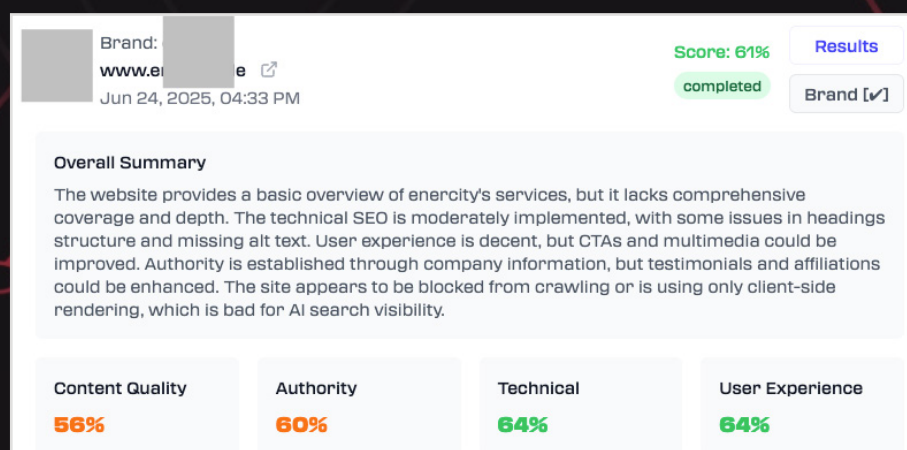 Brand:
www.e e
Jun 24, 2025, 04:33 PM
Score: 61%
completed
Results
Brand [✔]
Overall Summary
The website provides a basic overview of enercity's services, but it lacks comprehensive
coverage and depth. The technical SEO is moderately implemented, with some issues in headings
structure and missing alt text. User experience is decent, but CTAs and multimedia could be
improved. Authority is established through company information, but testimonials and affiliations
could be enhanced. The site appears to be blocked from crawling or is using only client-side
rendering, which is bad for AI search visibility.
Content Quality
56%
Authority
60%
Technical
64%
User Experience
64%